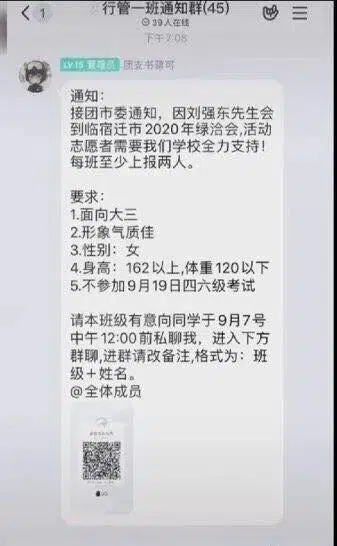 1
行管一班通知群(45)
39人在线
下午7:08
LV15 管理员 团支书
通知：
接团市委通知，因刘强东先生会
到临宿迁市2020年绿洽会,活动
志愿者需要我们学校全力支持！
每班至少上报两人。
要求：
1.面向大三
2.形象气质佳
3.性别：女
4.身高：162以上,体重120以下
5.不参加9月19日四六级考试
请本班级有意向同学于9月7号
中午12:00前私聊我，进入下方
群聊,进群请改备注,格式为：班
级＋姓名。
@全体成员